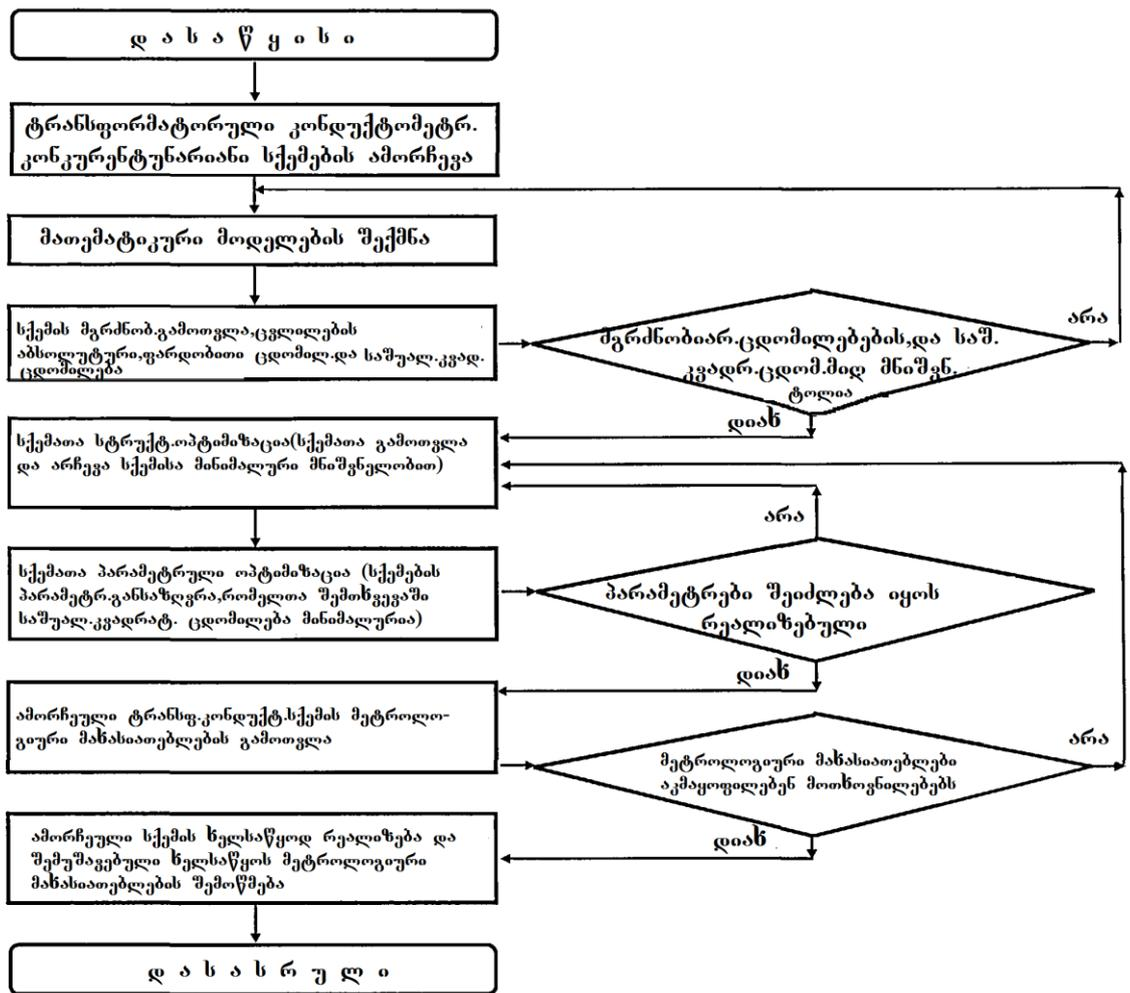 დ ა ს ა წ ყ ი ს ი
ტრანსფორმატორული კონდუქტომეტრ.
კონკურენტუნარიანი სქემების ამორჩევა
მათემატიკური მოდელების შექმნა
სქემის მგრძნობ.გამოთვლა,ცვლილების
აბსოლუტური,ფარდობითი ცდომილ.და საშუალ.კვად.
ცდომილება
მგრძნობიარ.ცდომილებების,და საშ.
კვადრ.ცდომ.მიღ მნიშვნ.
ტოლია
არა
დიახ
სქემათა სტრუქტ.ოპტიმიზაცია(სქემათა გამოთვლა
და არჩევა სქემისა მინიმალური მნიშვნელობით)
არა
სქემათა პარამეტრული ოპტიმიზაცია (სქემების
პარამეტრ.განსაზღვრა,რომელთა შემთხვევაში
საშუალ.კვადრატ. ცდომილება მინიმალურია)
პარამეტრები შეიძლება იყოს
რეალიზებული
დიახ
ამორჩეული ტრანსფ.კონდუქტ.სქემის მეტროლო-
გიური მახასიათებლების გამოთვლა
მეტროლოგიური მახასიათებლები
აკმაყოფილებენ მოთხოვნილებებს
არა
დიახ
ამორჩეული სქემის ხელსაწყოდ რეალიზება და
შემუშავებული ხელსაწყოს მეტროლოგიური
მახასიათებლების შემოწმება
დ ა ს ა ს რ უ ლ ი